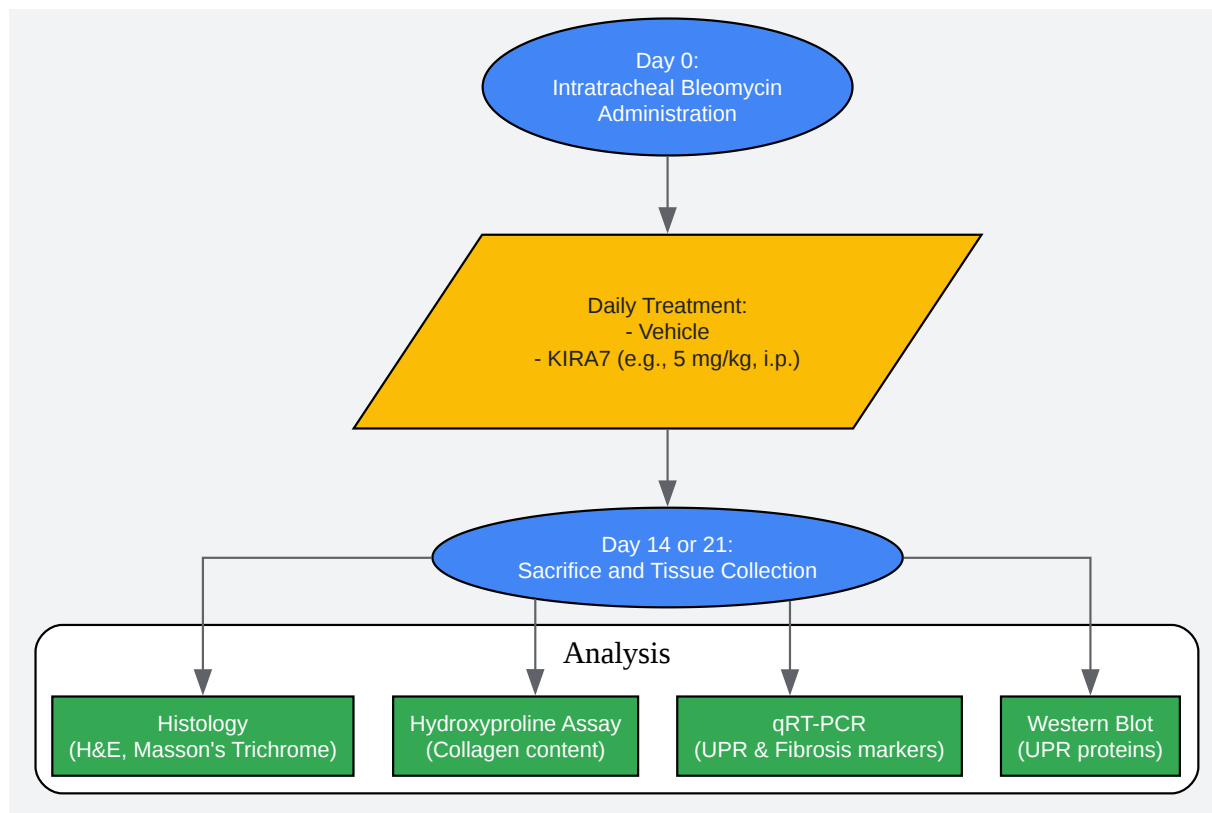 Day 0:
Intratracheal Bleomycin
Administration
Daily Treatment:
- Vehicle
- KIRA7 (e.g., 5 mg/kg, i.p.)
Day 14 or 21:
Sacrifice and Tissue Collection
Analysis
Histology
(H&E, Masson's Trichrome)
Hydroxyproline Assay
(Collagen content)
qRT-PCR
(UPR & Fibrosis markers)
Western Blot
(UPR proteins)